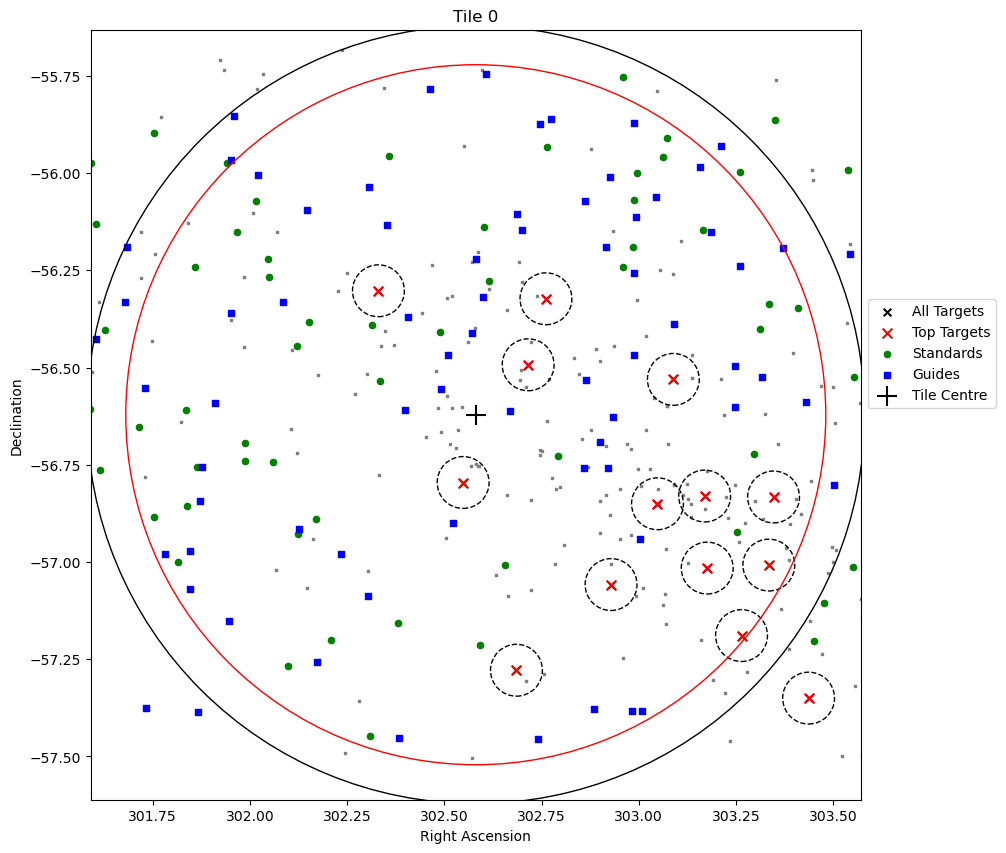 Tile 0
−55.75
−56.00
−56.25
−56.50
−56.75
−57.00
−57.25
−57.50
Declination
301.75 302.00 302.25 302.50 302.75 303.00 303.25 303.50
Right Ascension
All Targets
Top Targets
Standards
Guides
Tile Centre